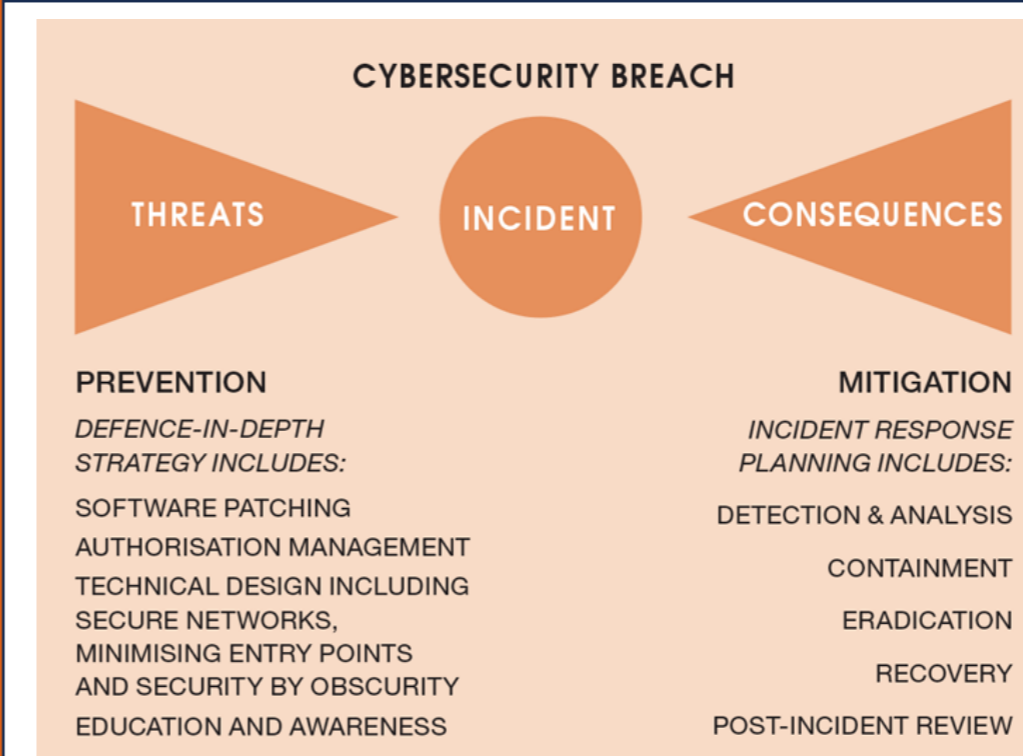 CYBERSECURITY BREACH
THREATS
INCIDENT
CONSEQUENCES
PREVENTION
DEFENCE-IN-DEPTH
STRATEGY INCLUDES:
SOFTWARE PATCHING
AUTHORISATION MANAGEMENT
TECHNICAL DESIGN INCLUDING
SECURE NETWORKS,
MINIMISING ENTRY POINTS
AND SECURITY BY OBSCURITY
EDUCATION AND AWARENESS
MITIGATION
INCIDENT RESPONSE
PLANNING INCLUDES:
DETECTION & ANALYSIS
CONTAINMENT
ERADICATION
RECOVERY
POST-INCIDENT REVIEW